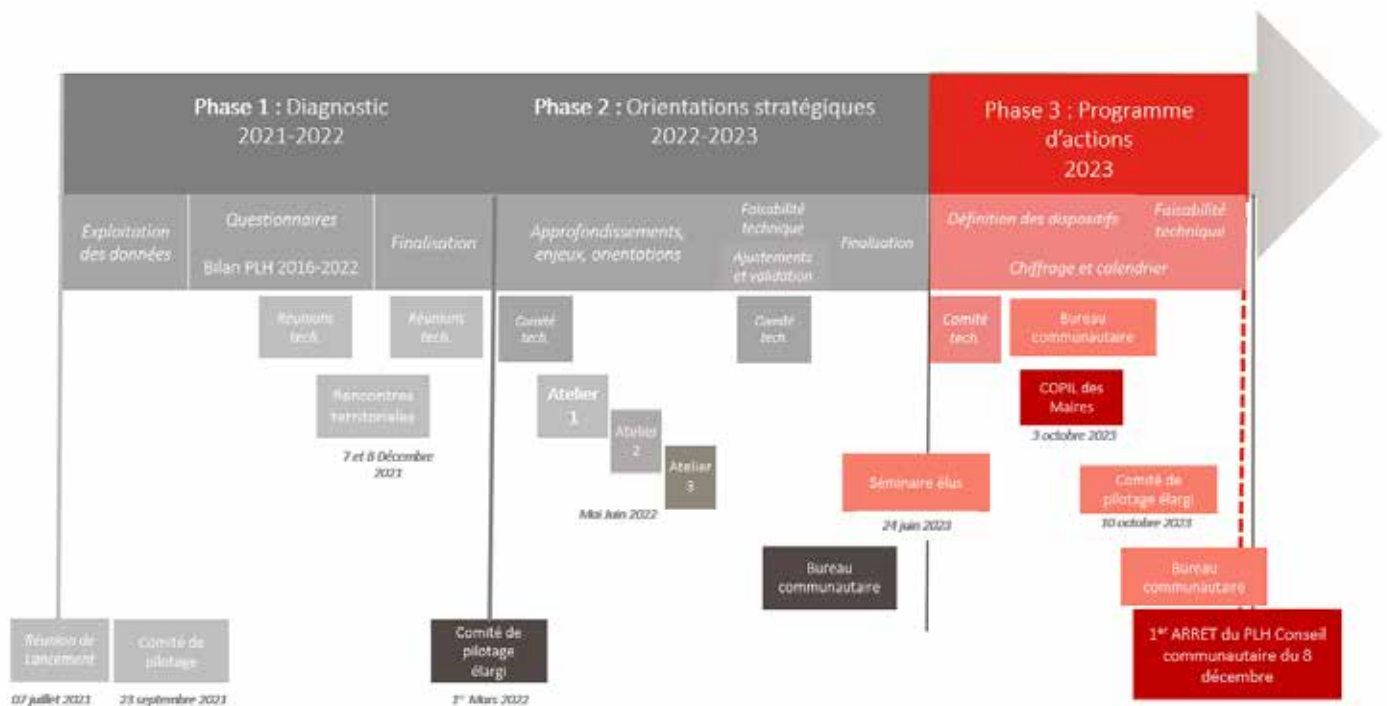 Phase 1 : Diagnostic
2021-2022
Phase 2 : Orientations stratégiques
2022-2023
Phase 3 : Programme
d'actions
2023
Exploitation
des données
Questionnaires
Bilan PLH 2016-2022
Finalisation
Approfondissements,
enjeux, orientations
Faisabilité
technique
Ajustements
et validation
Finalisation
Définition des dispositifs
Faisabilité
technique
Chiffrage et calendrier
Réunions
tech.
Réunions
tech.
Comité
tech.
Comité
tech.
Comité
tech.
Bureau
communautaire
Rencontres
territoriales
7 et 8 Décembre
2021
Atelier
1
Atelier
2
Atelier
3
Mai Juin 2022
COPIL des
Maires
3 octobre 2023
Séminaire élus
24 juin 2023
Comité de
pilotage élargi
10 octobre 2023
Bureau
communautaire
Bureau
communautaire
Réunion de
Lancement
07 juillet 2021
Comité de
pilotage
23 septembre 2021
Comité de
pilotage
élargi
1er Mars 2022
1er ARRET du PLH Conseil
communautaire du 8
décembre